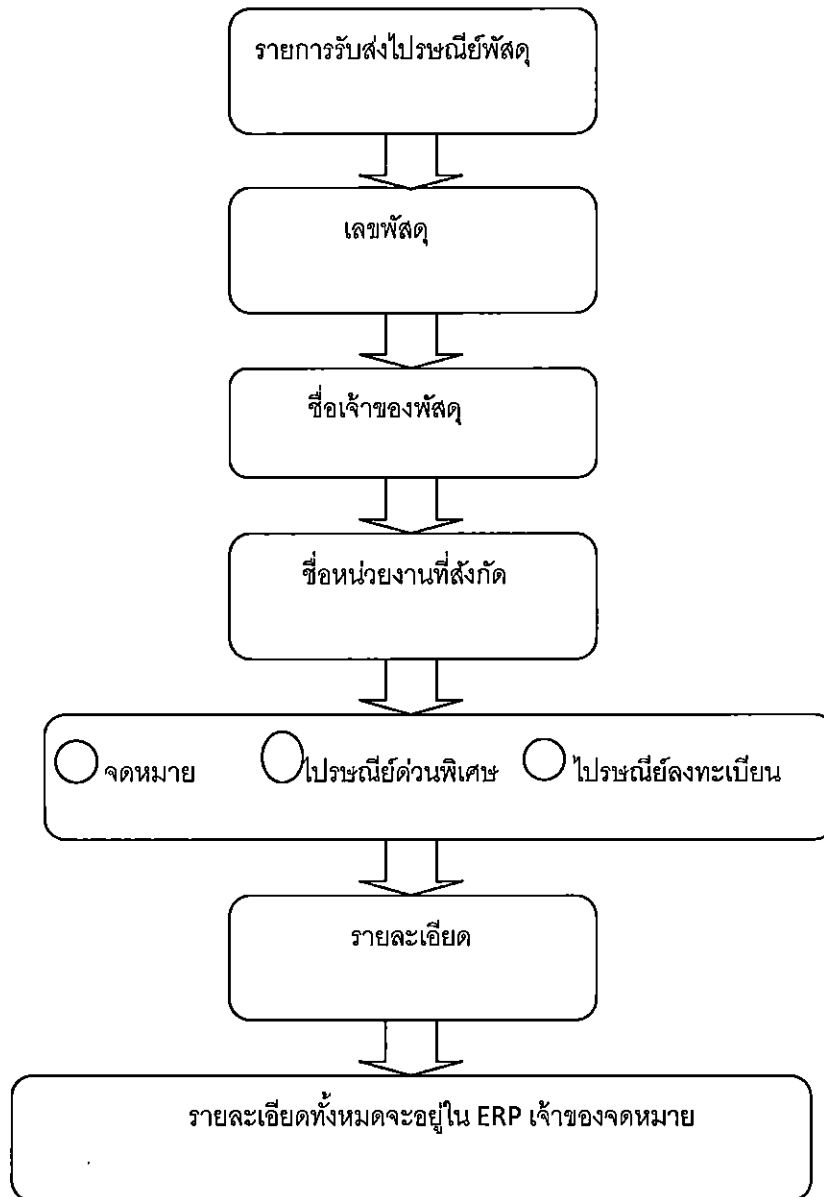 รายการรับส่งไปรษณีย์พัสดุ
เลขพัสดุ
ชื่อเจ้าของพัสดุ
ชื่อหน่วยงานที่สังกัด
จดหมาย ไปรษณีย์ด่วนพิเศษ ไปรษณีย์ลงทะเบียน
รายละเอียด
รายละเอียดทั้งหมดจะอยู่ใน ERP เจ้าของจดหมาย